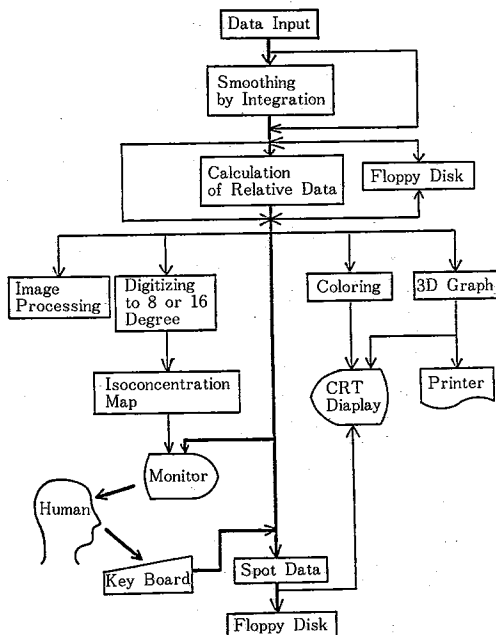 Data Input
Smoothing
by Integration
Calculation
of Relative Data
Floppy Disk
Image
Processing
Digitizing
to 8 or 16
Degree
Coloring
3D Graph
Isoconcentration
Map
CRT
Diaplay
Printer
Monitor
Human
Key Board
Spot Data
Floppy Disk